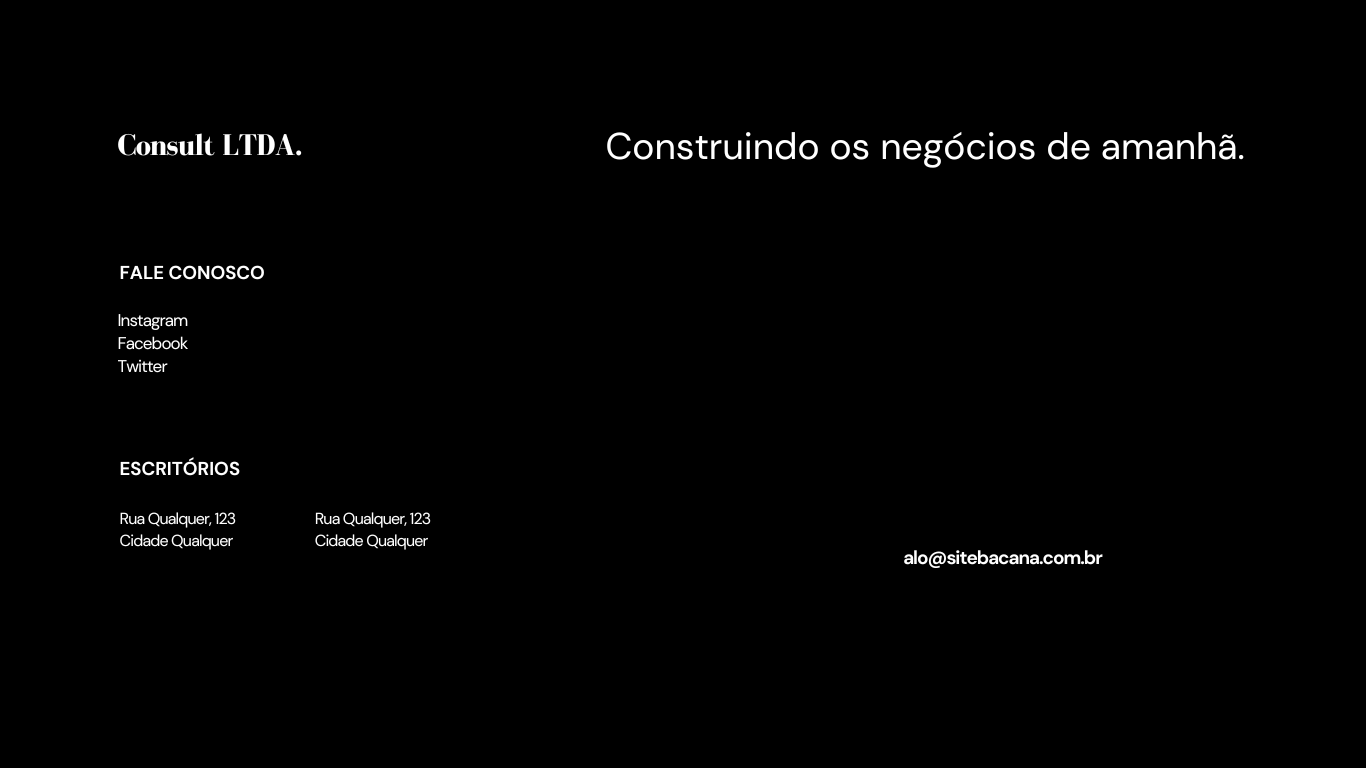 Consult LTDA.
Construindo os negócios de amanhã.
FALE CONOSCO
Instagram
Facebook
Twitter
ESCRITÓRIOS
Rua Qualquer, 123
Cidade Qualquer
Rua Qualquer, 123
Cidade Qualquer
alo@sitebacana.com.br